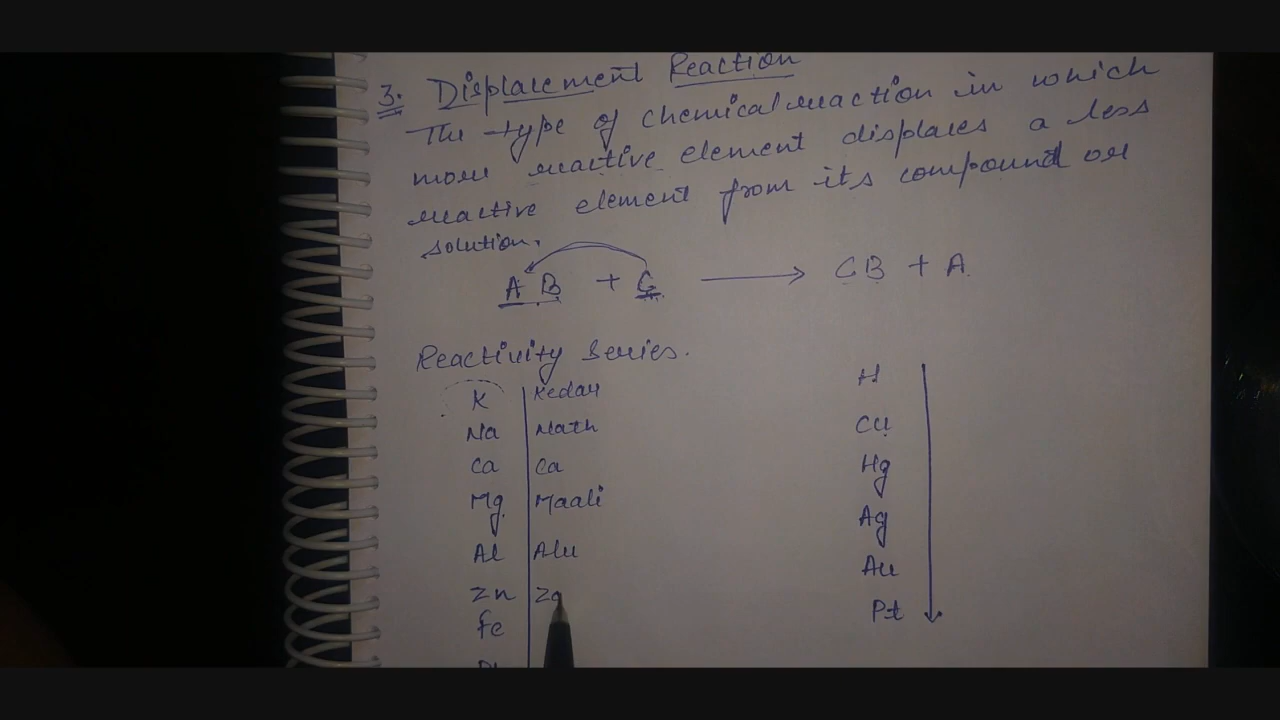 3. Displacement Reaction
The type of chemical reaction in which
more reactive element displaces a less
reactive element from its compound or
solution.
A B + C → CB + A
Reactivity Series.
K Kedar
Na Nath
Ca Ca
Mg Maali
Al Alu
Zn
Fe
H
Cu
Hg
Ag
Au
Pt